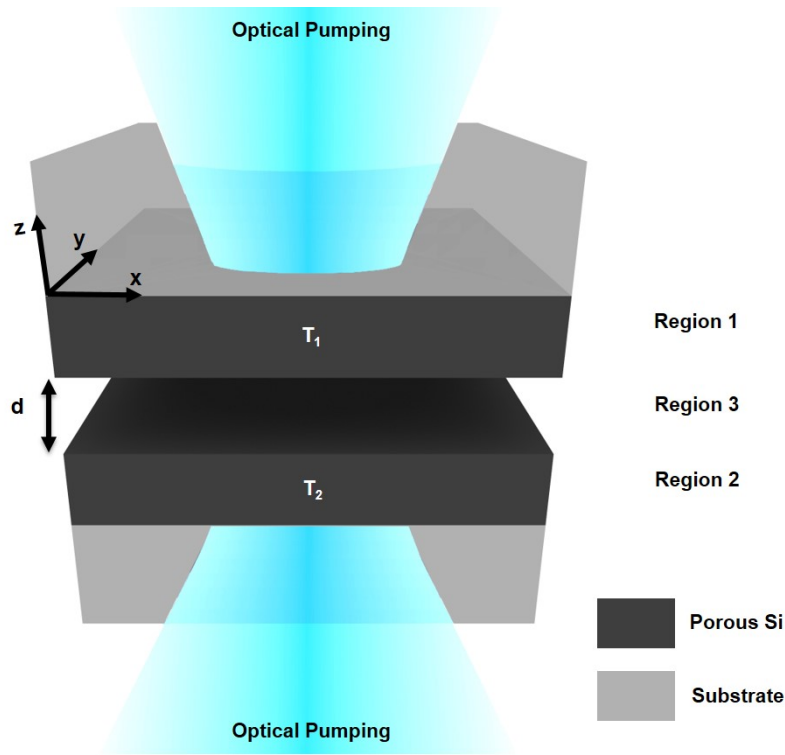 Optical Pumping
z
y
x
T₁
Region 1
d
Region 3
T₂
Region 2
Porous Si
Substrate
Optical Pumping